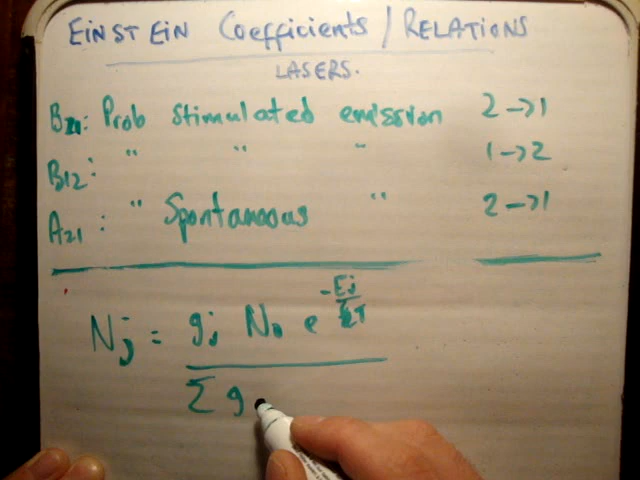 EINSTEIN Coefficients / RELATIONS
LASERS.
B21: Prob stimulated emission 2→1
B12: " " " 1→2
A21: " Spontaneous " 2→1
Nj = gj N0 e^-Ej/kT
Σ g